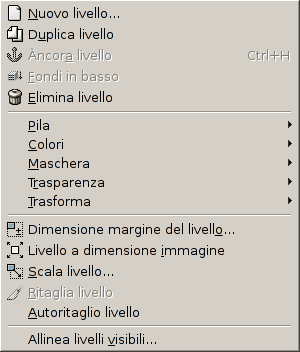 Nuovo livello...
Duplica livello
Àncora livello Ctrl+H
Fondi in basso
Elimina livello
Pila
Colori
Maschera
Trasparenza
Trasforma
Dimensione margine del livello...
Livello a dimensione immagine
Scala livello...
Ritaglia livello
Autoritaglio livello
Allinea livelli visibili...